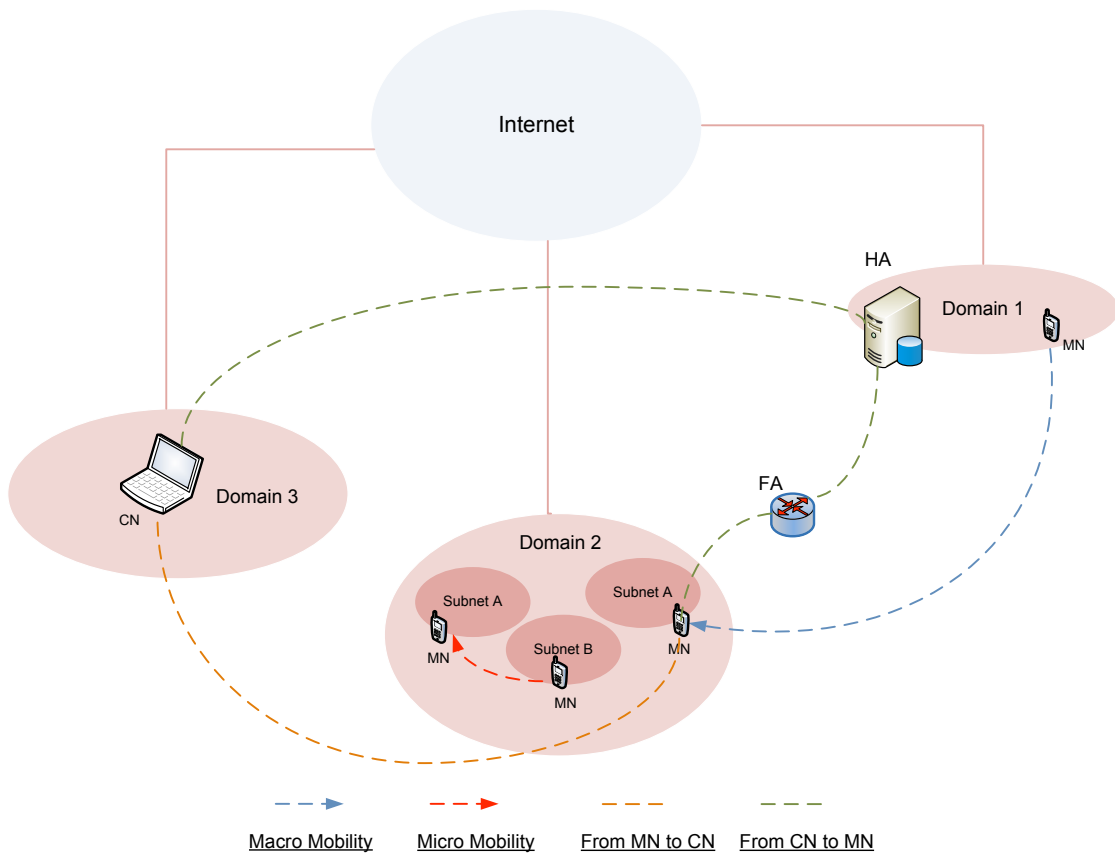 Internet
HA
Domain 1
MN
FA
Domain 3
CN
Domain 2
Subnet A
Subnet A
MN
Subnet B
MN
MN
Macro Mobility
Micro Mobility
From MN to CN
From CN to MN